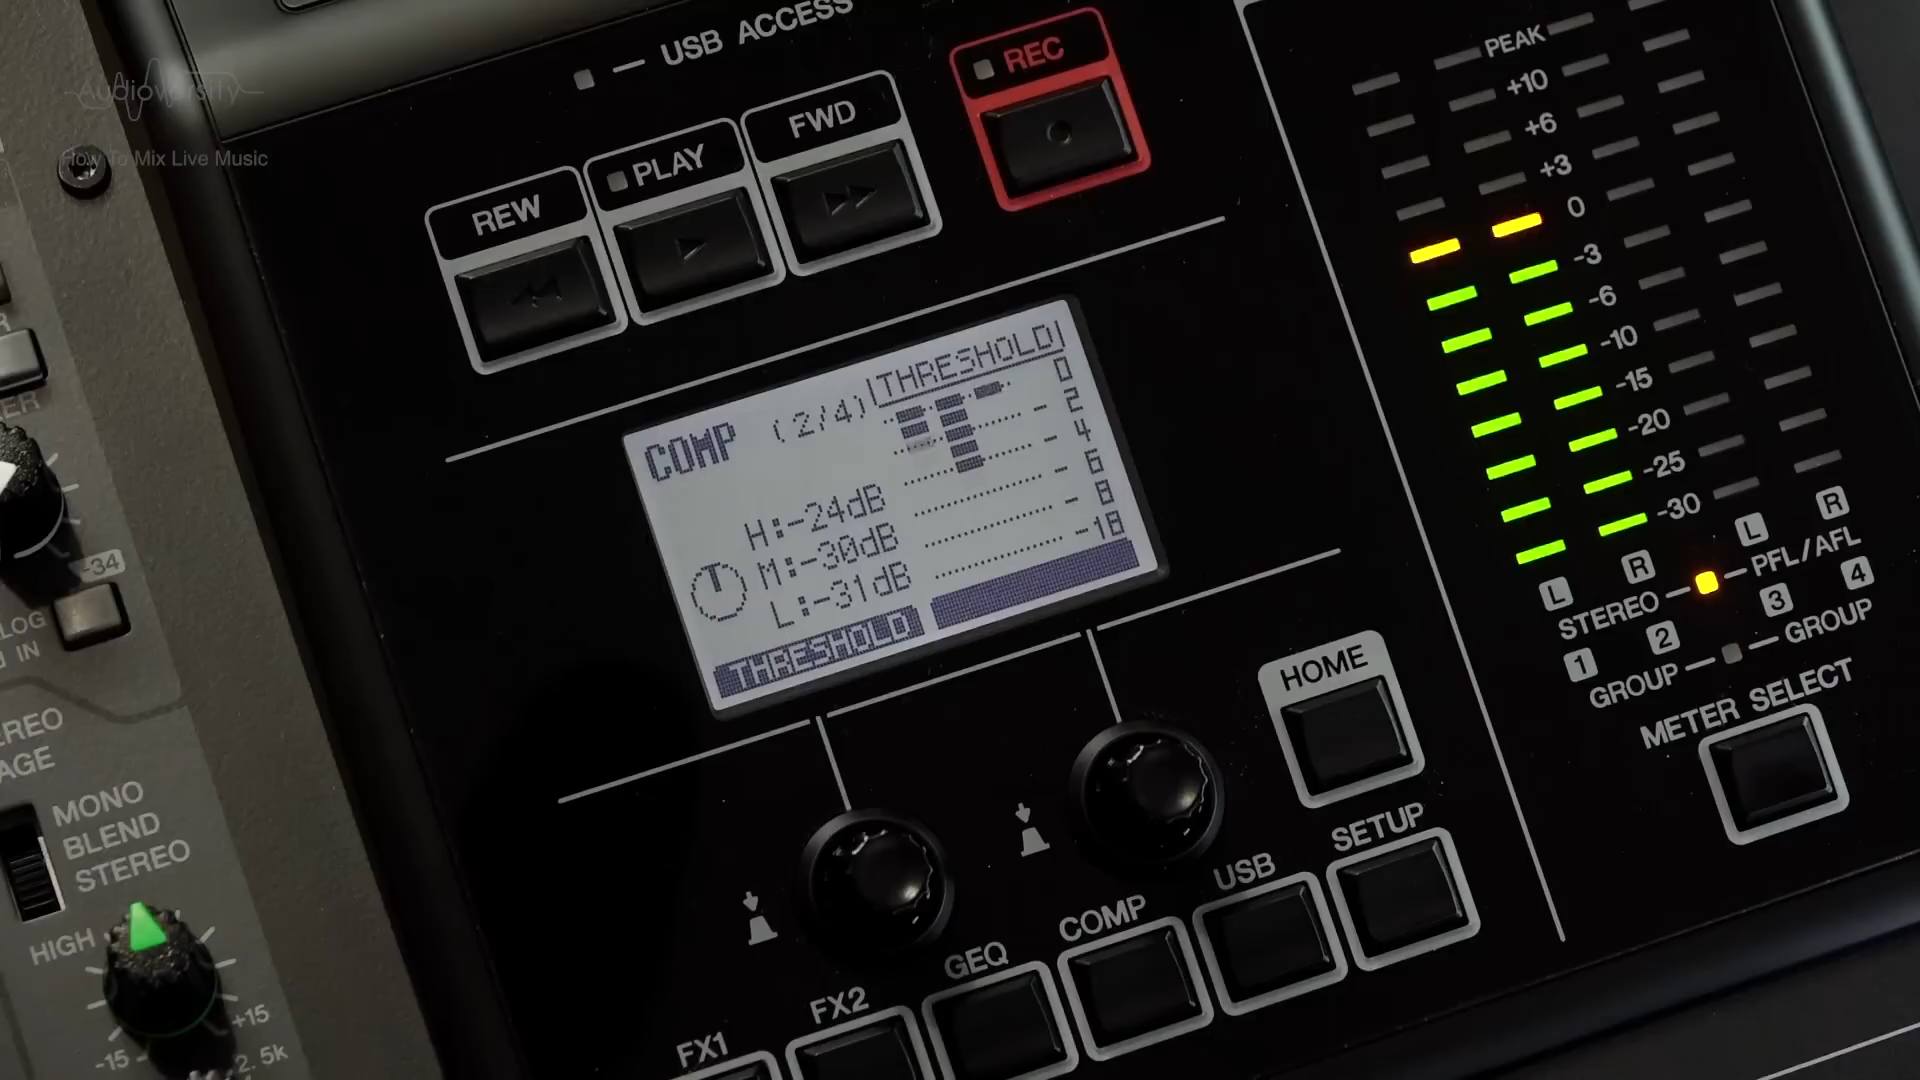 Audioversity
How To Mix Live Music
USB ACCESS
REC
FWD
PLAY
REW
PEAK
+10
+6
+3
0
-3
-6
-10
-15
-20
-25
-30
L R
L R
STEREO
PFL/AFL
1 2
3 4
GROUP
GROUP
METER SELECT
COMP (2/4) THRESHOLD
0
2
4
6
8
-18
H:-24dB
M:-30dB
L:-31dB
THRESHOLD
HOME
SETUP
USB
COMP
GEQ
FX2
FX1
-34
IN
MONO
BLEND
STEREO
HIGH
+15
-15
2.5k